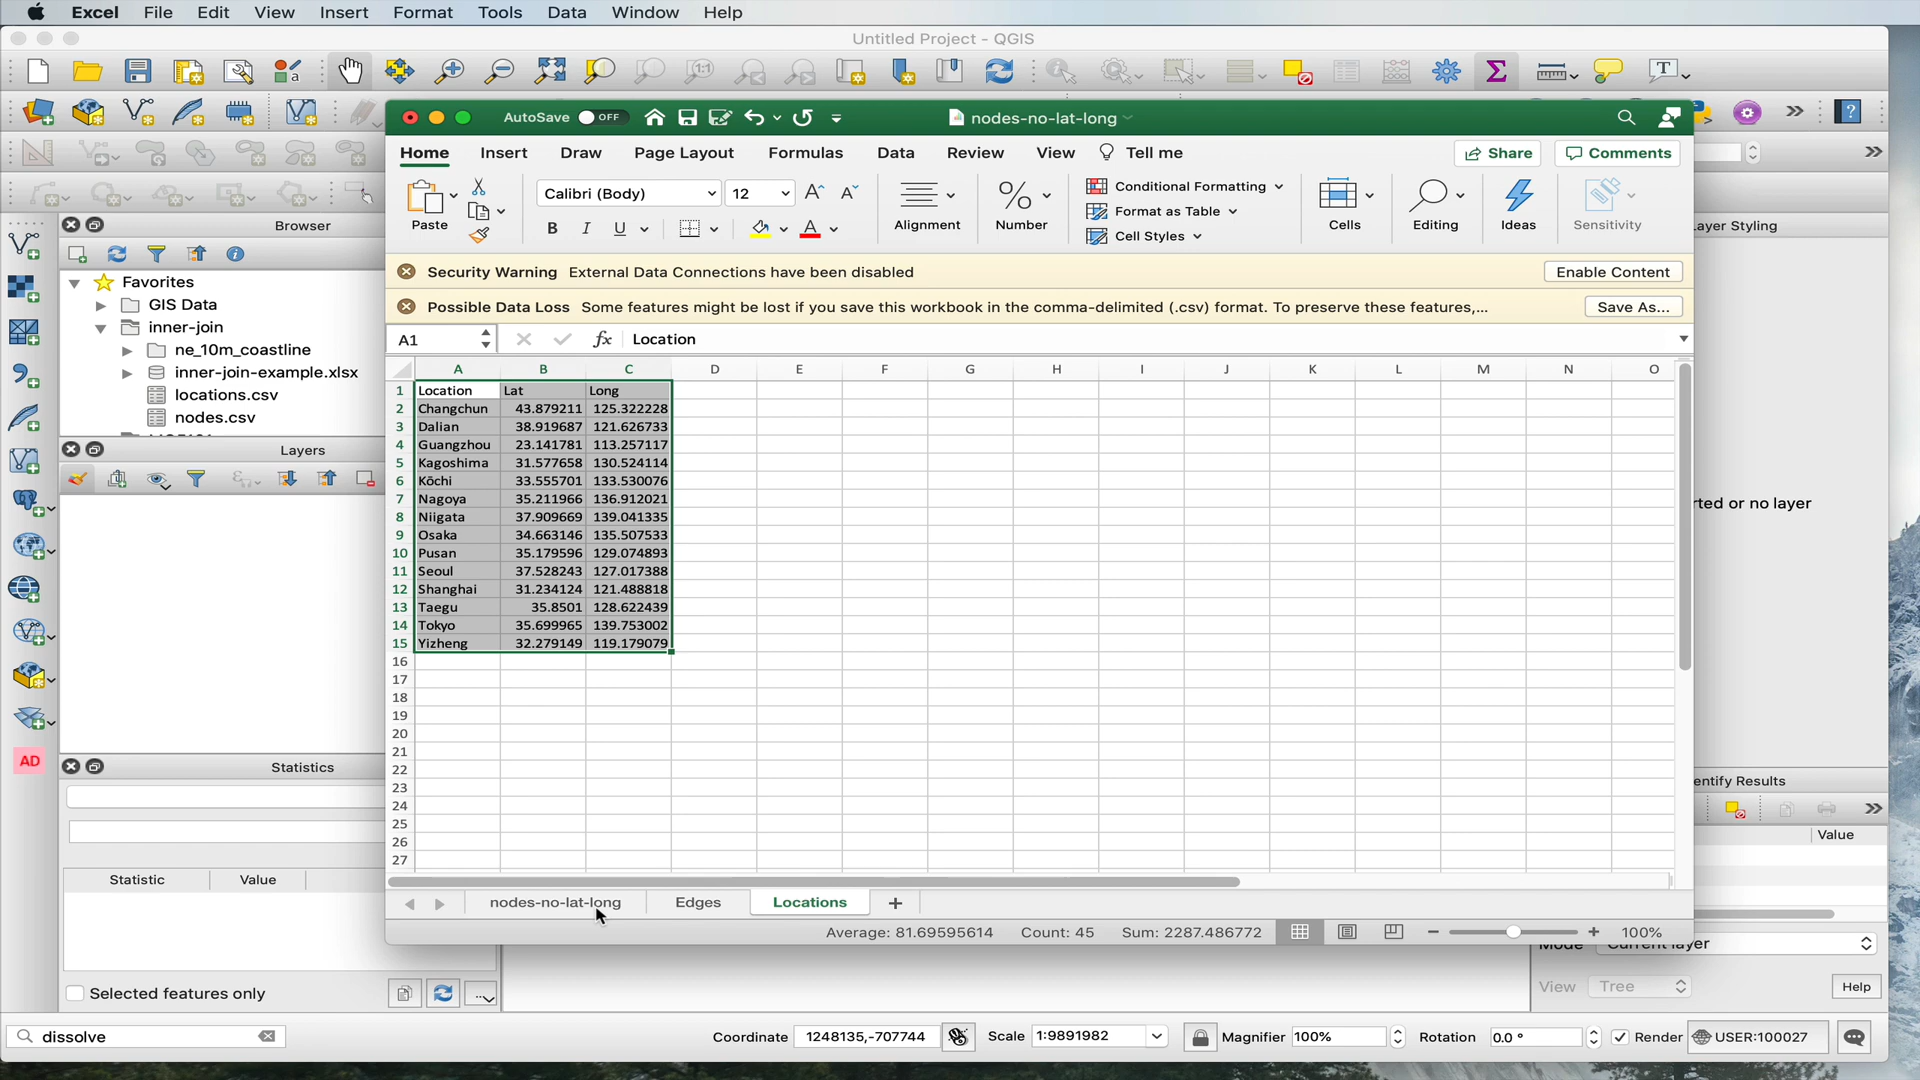 Excel File Edit View Insert Format Tools Data Window Help
Untitled Project - QGIS
AutoSave OFF nodes-no-lat-long
Home Insert Draw Page Layout Formulas Data Review View Tell me Share Comments
Paste Calibri (Body) 12 B I U A Alignment % Number Conditional Formatting Format as Table Cell Styles Cells Editing Ideas Sensitivity
Security Warning External Data Connections have been disabled Enable Content
Possible Data Loss Some features might be lost if you save this workbook in the comma-delimited (.csv) format. To preserve these features,... Save As...
A1 fx Location
A B C D E F G H I J K L M N O
1 Location Lat Long
2 Changchun 43.879211 125.322228
3 Dalian 38.919687 121.626733
4 Guangzhou 23.141781 113.257117
5 Kagoshima 31.577658 130.524114
6 Kōchi 33.555701 133.530076
7 Nagoya 35.211966 136.912021
8 Niigata 37.909669 139.041335
9 Osaka 34.663146 135.507533
10 Pusan 35.179596 129.074893
11 Seoul 37.528243 127.017388
12 Shanghai 31.234124 121.488818
13 Taegu 35.8501 128.622439
14 Tokyo 35.699965 139.753002
15 Yizheng 32.279149 119.179079
16
17
18
19
20
21
22
23
24
25
26
27
nodes-no-lat-long Edges Locations +
Average: 81.69595614 Count: 45 Sum: 2287.486772 100%
Browser
Favorites
GIS Data
inner-join
ne_10m_coastline
inner-join-example.xlsx
locations.csv
nodes.csv
Layers
Statistics
Statistic Value
Selected features only
AD
Layer Styling
rted or no layer
entify Results
Value
Mode Current layer
View Tree Help
dissolve Coordinate 1248135,-707744 Scale 1:9891982 Magnifier 100% Rotation 0.0 ° Render USER:100027